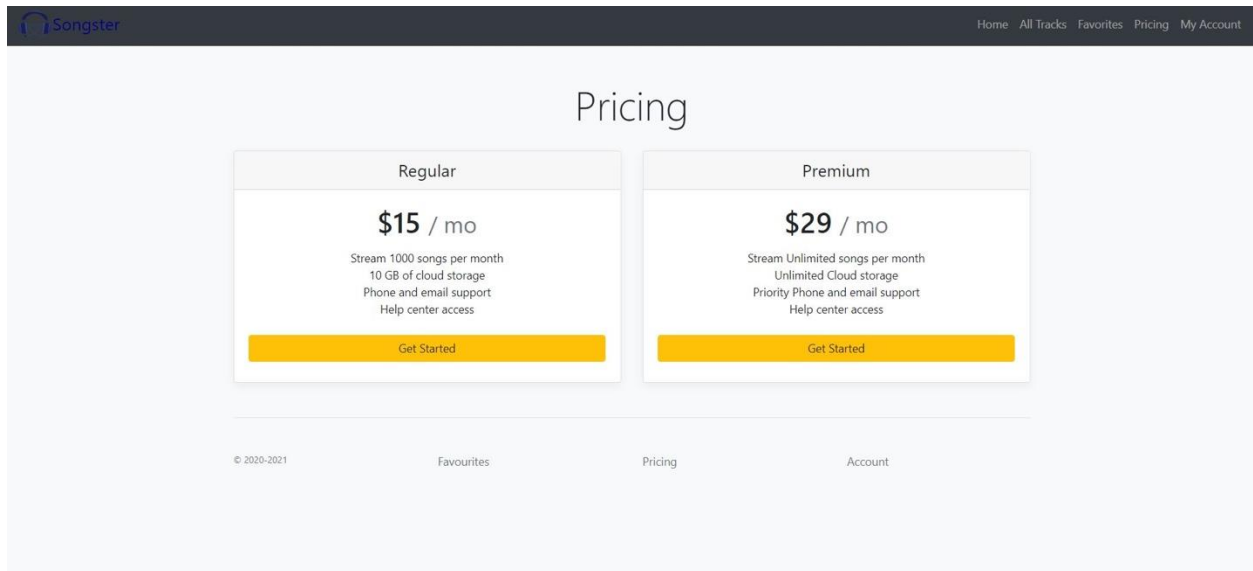 Songster
Home All Tracks Favorites Pricing My Account
Pricing
Regular
$15 / mo
Stream 1000 songs per month
10 GB of cloud storage
Phone and email support
Help center access
Get Started
Premium
$29 / mo
Stream Unlimited songs per month
Unlimited Cloud storage
Priority Phone and email support
Help center access
Get Started
© 2020-2021
Favourites
Pricing
Account